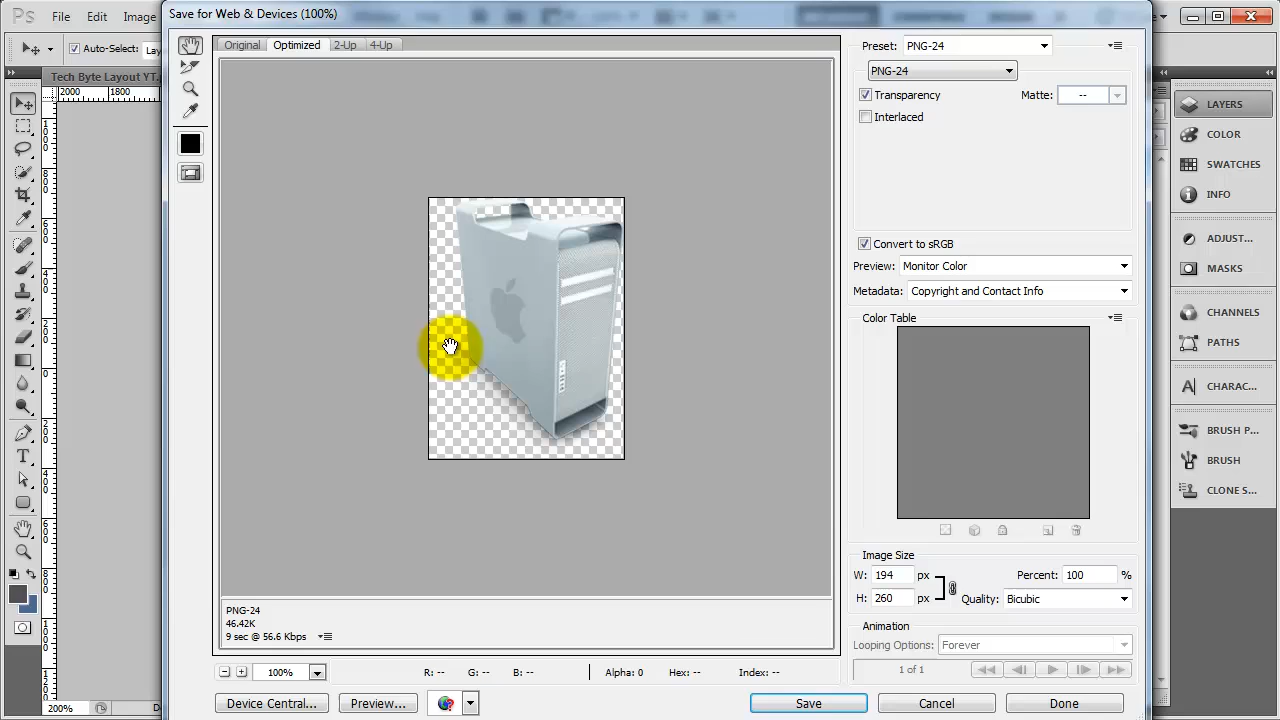 Ps File Edit Image
Save for Web & Devices (100%)
Auto-Select: Lay
Tech Byte Layout YT.
2000 1800
Original Optimized 2-Up 4-Up
Preset: PNG-24
PNG-24
Transparency Matte: --
Interlaced
Convert to sRGB
Preview: Monitor Color
Metadata: Copyright and Contact Info
Color Table
Image Size
W: 194 px Percent: 100 %
H: 260 px Quality: Bicubic
Animation
Looping Options: Forever
1 of 1
PNG-24
46.42K
9 sec @ 56.6 Kbps
100% R: -- G: -- B: -- Alpha: 0 Hex: -- Index: --
Device Central... Preview... Save Cancel Done
200%
LAYERS
COLOR
SWATCHES
INFO
ADJUST...
MASKS
CHANNELS
PATHS
CHARAC...
BRUSH P...
BRUSH
CLONE S...